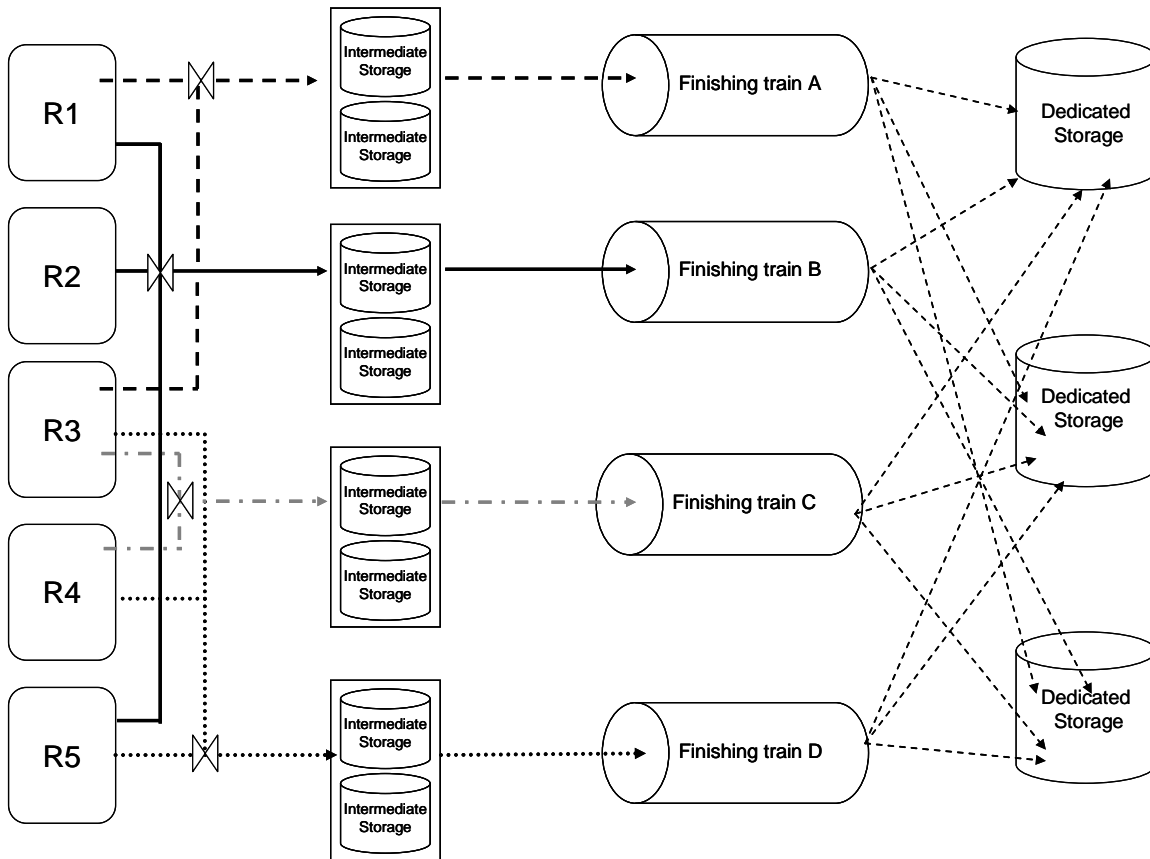 R1
Intermediate
Storage
Intermediate
Storage
Finishing train A
Dedicated
Storage
R2
Intermediate
Storage
Intermediate
Storage
Finishing train B
R3
Dedicated
Storage
R4
Intermediate
Storage
Intermediate
Storage
Finishing train C
R5
Intermediate
Storage
Intermediate
Storage
Finishing train D
Dedicated
Storage